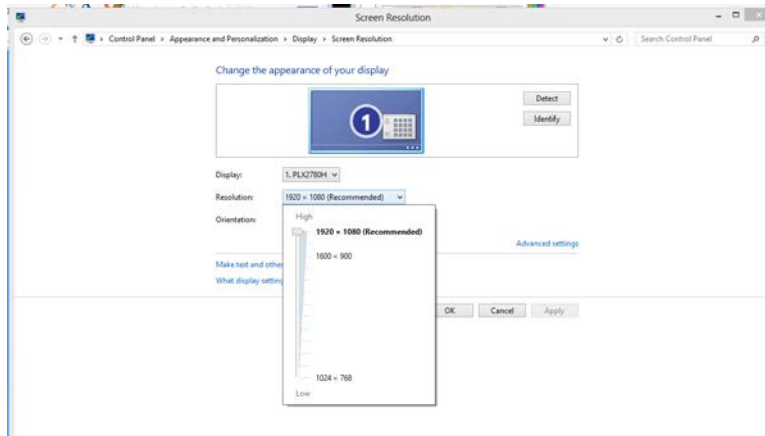 Screen Resolution
Control Panel › Appearance and Personalization › Display › Screen Resolution
Search Control Panel
Change the appearance of your display
1
Detect
Identify
Display: 1. PLX2780H
Resolution: 1920 × 1080 (Recommended)
Orientation:
High
1920 × 1080 (Recommended)
Advanced settings
1600 × 900
Make text and other
What display setting
OK Cancel Apply
1024 × 768
Low